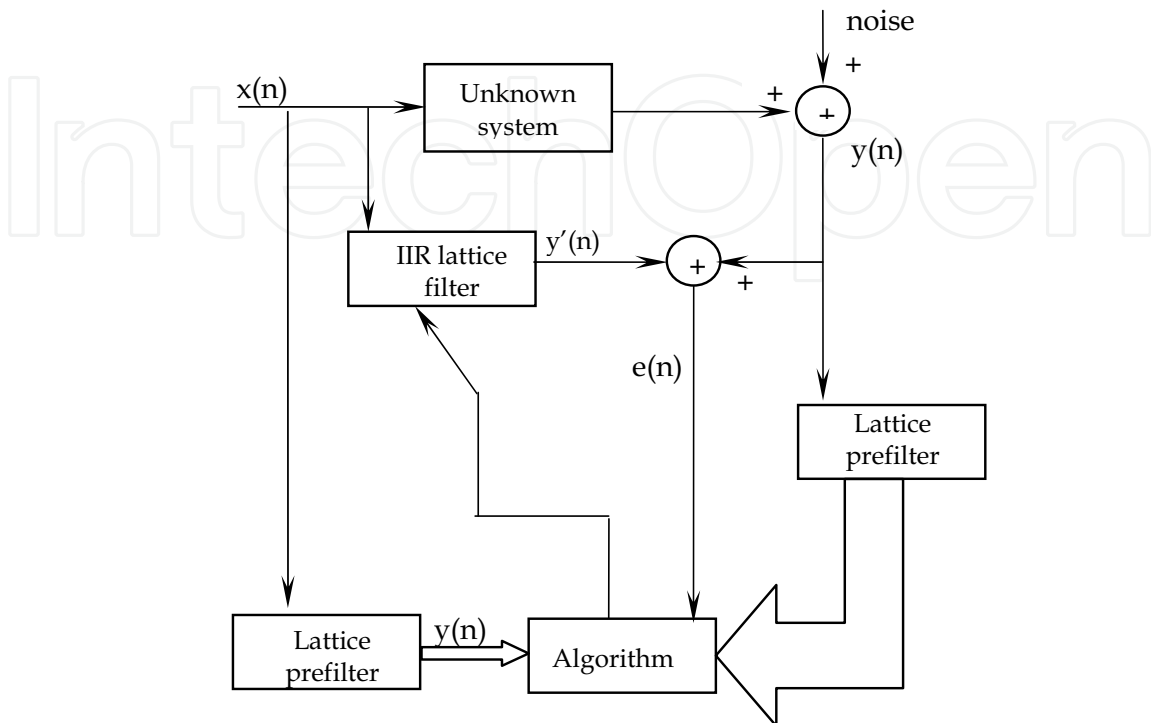 noise
+
x(n)
Unknown
system
+
+
y(n)
IntechOpen
IIR lattice
filter
y'(n)
+
+
e(n)
Lattice
prefilter
Lattice
prefilter
y(n)
Algorithm